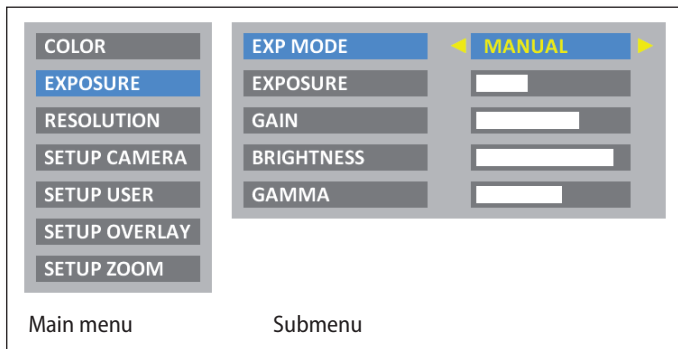 COLOR
EXPOSURE
RESOLUTION
SETUP CAMERA
SETUP USER
SETUP OVERLAY
SETUP ZOOM
EXP MODE MANUAL
EXPOSURE
GAIN
BRIGHTNESS
GAMMA
Main menu
Submenu